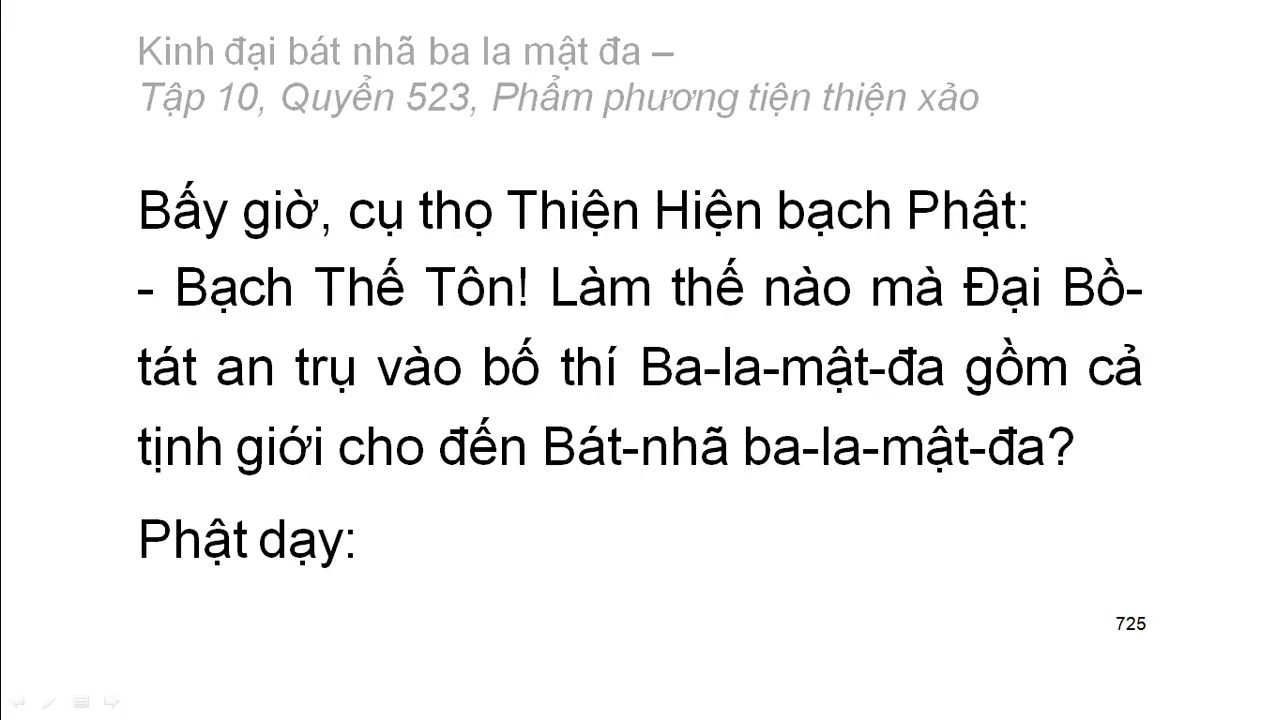 Kinh đại bát nhã ba la mật đa –
Tập 10, Quyển 523, Phẩm phương tiện thiện xảo
Bấy giờ, cụ thọ Thiện Hiện bạch Phật:
- Bạch Thế Tôn! Làm thế nào mà Đại Bồ-
tát an trụ vào bố thí Ba-la-mật-đa gồm cả
tịnh giới cho đến Bát-nhã ba-la-mật-đa?
Phật dạy:
725